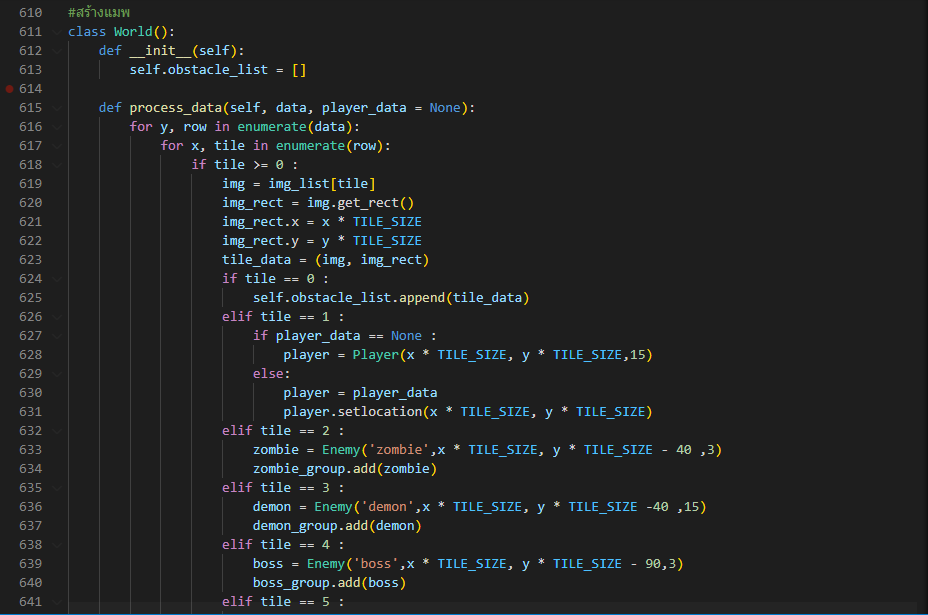 610 #สร้างแมพ
611 class World():
612     def __init__(self):
613         self.obstacle_list = []
614
615     def process_data(self, data, player_data = None):
616         for y, row in enumerate(data):
617             for x, tile in enumerate(row):
618                 if tile >= 0 :
619                     img = img_list[tile]
620                     img_rect = img.get_rect()
621                     img_rect.x = x * TILE_SIZE
622                     img_rect.y = y * TILE_SIZE
623                     tile_data = (img, img_rect)
624                     if tile == 0 :
625                         self.obstacle_list.append(tile_data)
626                     elif tile == 1 :
627                         if player_data == None :
628                             player = Player(x * TILE_SIZE, y * TILE_SIZE,15)
629                         else:
630                             player = player_data
631                             player.setlocation(x * TILE_SIZE, y * TILE_SIZE)
632                     elif tile == 2 :
633                         zombie = Enemy('zombie',x * TILE_SIZE, y * TILE_SIZE - 40 ,3)
634                         zombie_group.add(zombie)
635                     elif tile == 3 :
636                         demon = Enemy('demon',x * TILE_SIZE, y * TILE_SIZE -40 ,15)
637                         demon_group.add(demon)
638                     elif tile == 4 :
639                         boss = Enemy('boss',x * TILE_SIZE, y * TILE_SIZE - 90,3)
640                         boss_group.add(boss)
641                     elif tile == 5 :